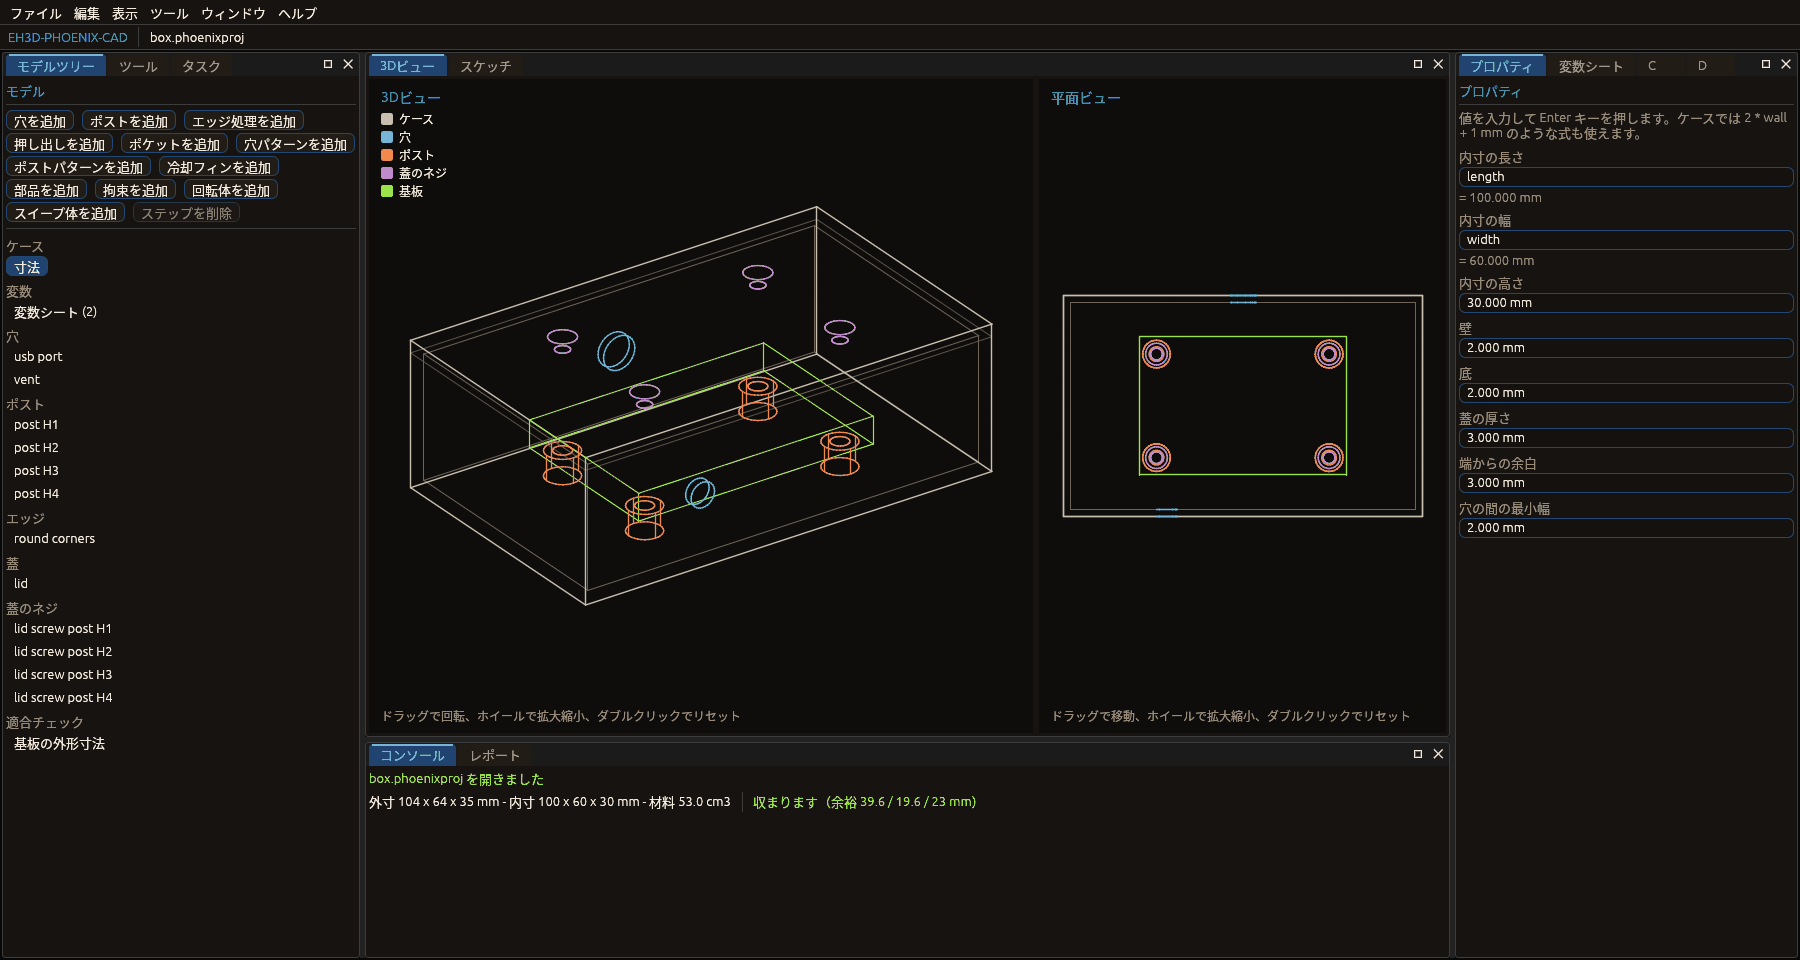 ファイル 編集 表示 ツール ウィンドウ ヘルプ
EH3D-PHOENIX-CAD box.phoenixproj
モデルツリー ツール タスク
モデル
穴を追加 ポストを追加 エッジ処理を追加
押し出しを追加 ポケットを追加 穴パターンを追加
ポストパターンを追加 冷却フィンを追加
部品を追加 拘束を追加 回転体を追加
スイープ体を追加 ステップを削除
ケース
寸法
変数
変数シート (2)
穴
usb port
vent
ポスト
post H1
post H2
post H3
post H4
エッジ
round corners
蓋
lid
蓋のネジ
lid screw post H1
lid screw post H2
lid screw post H3
lid screw post H4
適合チェック
基板の外形寸法
3Dビュー スケッチ
3Dビュー
ケース
穴
ポスト
蓋のネジ
基板
ドラッグで回転、ホイールで拡大縮小、ダブルクリックでリセット
平面ビュー
ドラッグで移動、ホイールで拡大縮小、ダブルクリックでリセット
コンソール レポート
box.phoenixproj を開きました
外寸 104 x 64 x 35 mm - 内寸 100 x 60 x 30 mm - 材料 53.0 cm3 収まります（余裕 39.6 / 19.6 / 23 mm）
プロパティ 変数シート C D
プロパティ
値を入力して Enter キーを押します。ケースでは 2 * wall
+ 1 mm のような式も使えます。
内寸の長さ
length
= 100.000 mm
内寸の幅
width
= 60.000 mm
内寸の高さ
30.000 mm
壁
2.000 mm
底
2.000 mm
蓋の厚さ
3.000 mm
端からの余白
3.000 mm
穴の間の最小幅
2.000 mm